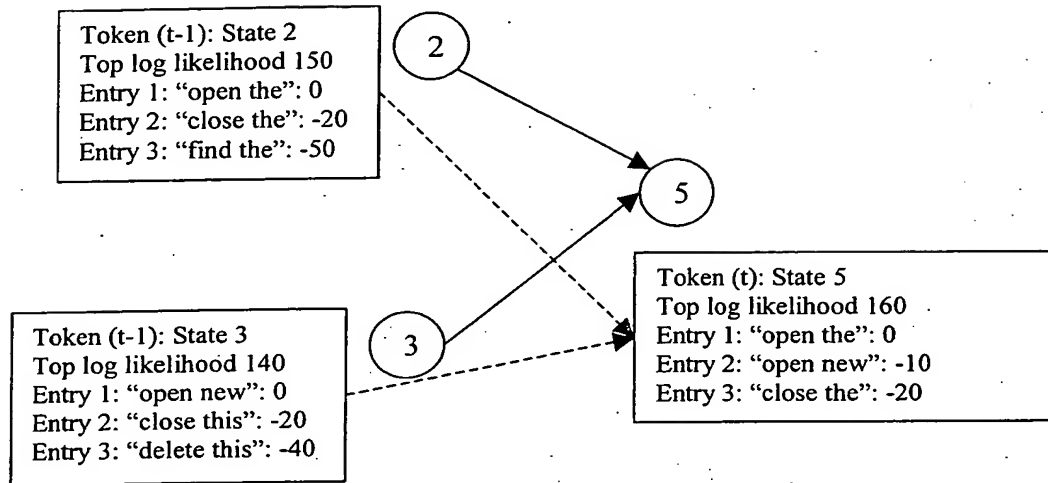 Token (t-1): State 2
Top log likelihood 150
Entry 1: “open the”: 0
Entry 2: “close the”: -20
Entry 3: “find the”: -50
2
5
Token (t): State 5
Top log likelihood 160
Entry 1: “open the”: 0
Entry 2: “open new”: -10
Entry 3: “close the”: -20
Token (t-1): State 3
Top log likelihood 140
Entry 1: “open new”: 0
Entry 2: “close this”: -20
Entry 3: “delete this”: -40
3